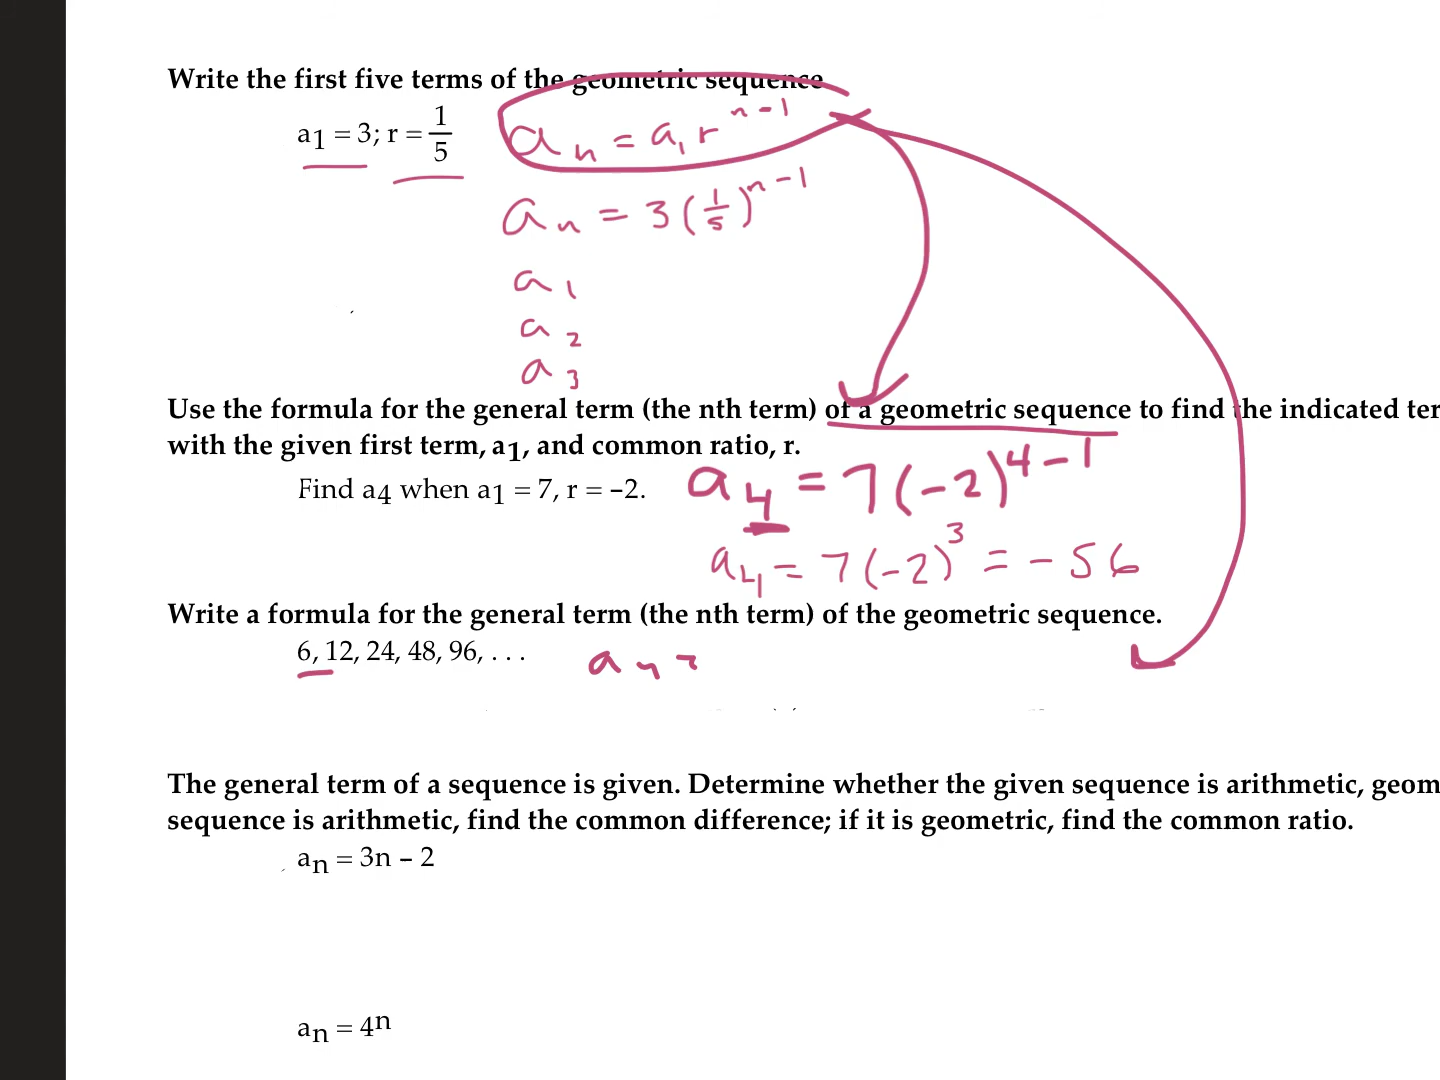 Write the first five terms of the geometric sequence
a1 = 3; r = 1/5
an = a1 r^n-1
an = 3(1/5)^n-1
a1
a2
a3
Use the formula for the general term (the nth term) of a geometric sequence to find the indicated ter
with the given first term, a1, and common ratio, r.
Find a4 when a1 = 7, r = –2.
a4 = 7(-2)^4-1
a4 = 7(-2)^3 = -56
Write a formula for the general term (the nth term) of the geometric sequence.
6, 12, 24, 48, 96, . . .
an =
The general term of a sequence is given. Determine whether the given sequence is arithmetic, geom
sequence is arithmetic, find the common difference; if it is geometric, find the common ratio.
an = 3n – 2
an = 4^n